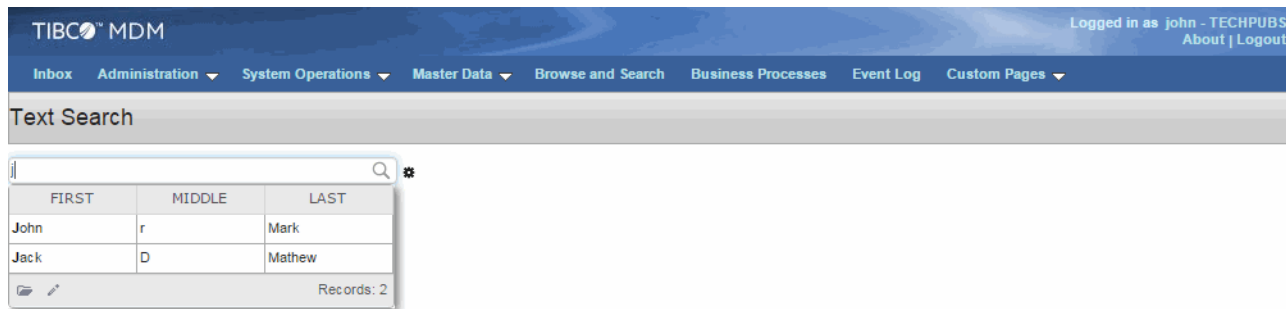 TIBCO™ MDM
Logged in as john - TECHPUBS
About | Logout
Inbox Administration System Operations Master Data Browse and Search Business Processes Event Log Custom Pages
Text Search
j
FIRST MIDDLE LAST
John r Mark
Jack D Mathew
Records: 2